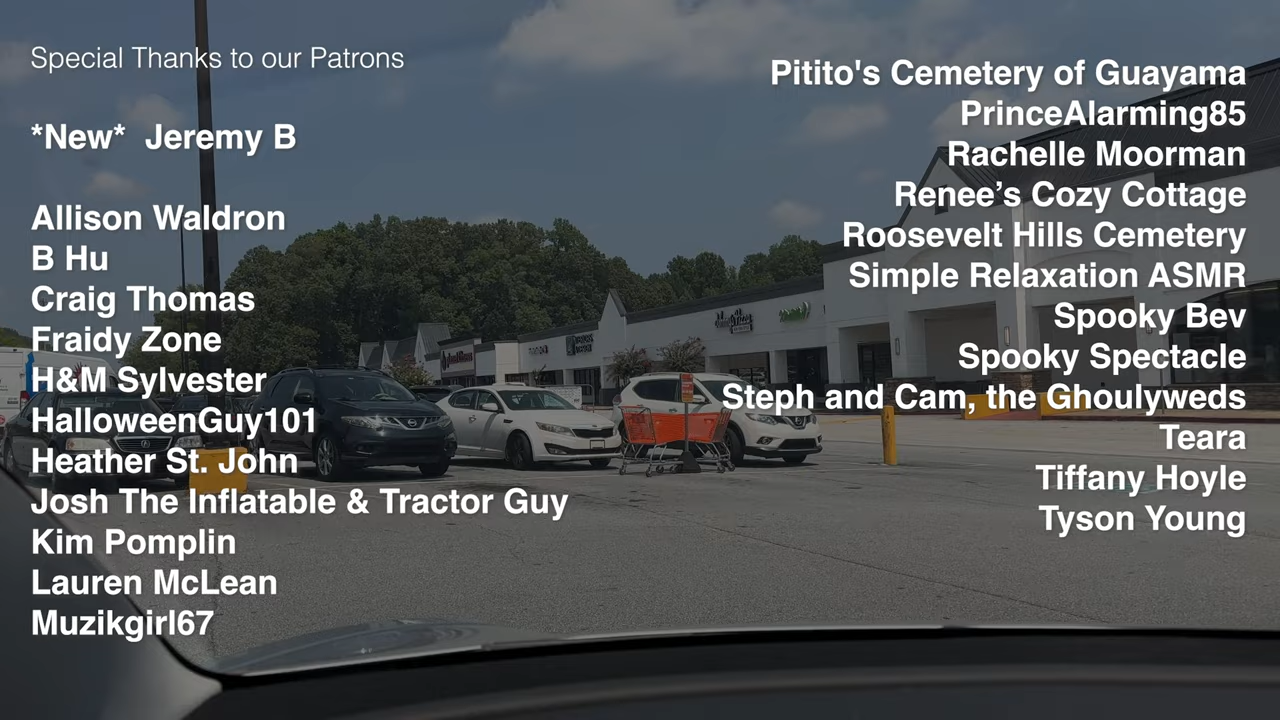 Special Thanks to our Patrons
*New* Jeremy B
Allison Waldron
B Hu
Craig Thomas
Fraidy Zone
H&M Sylvester
HalloweenGuy101
Heather St. John
Josh The Inflatable & Tractor Guy
Kim Pomplin
Lauren McLean
Muzikgirl67
Pitito's Cemetery of Guayama
PrinceAlarming85
Rachelle Moorman
Renee’s Cozy Cottage
Roosevelt Hills Cemetery
Simple Relaxation ASMR
Spooky Bev
Spooky Spectacle
Steph and Cam, the Ghoulyweds
Teara
Tiffany Hoyle
Tyson Young